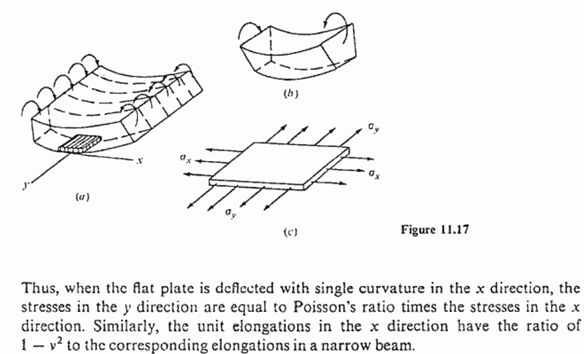 (b)
x
y
(a)
σy
σx
σx
σy
(c)
Figure 11.17
Thus, when the flat plate is deflected with single curvature in the x direction, the
stresses in the y direction are equal to Poisson's ratio times the stresses in the x
direction. Similarly, the unit elongations in the x direction have the ratio of
1 − ν² to the corresponding elongations in a narrow beam.